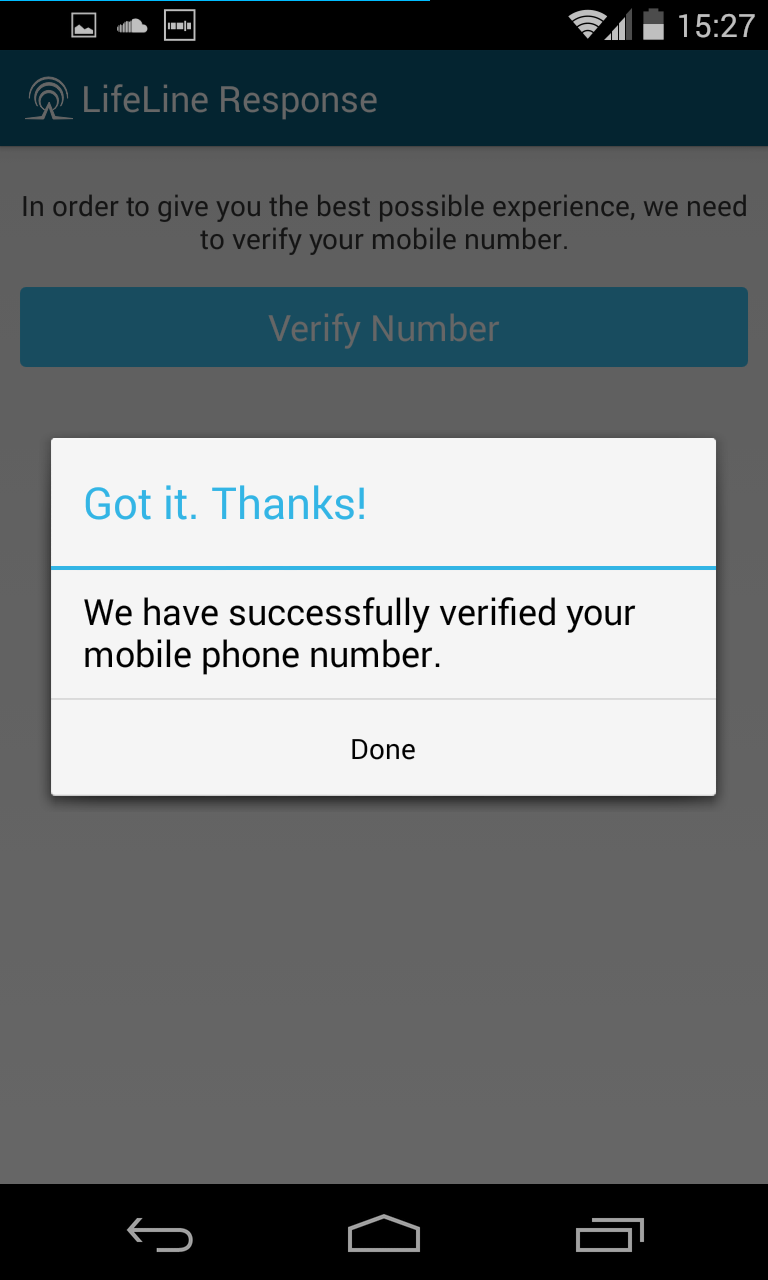 15:27
LifeLine Response
In order to give you the best possible experience, we need
to verify your mobile number.
Verify Number
Got it. Thanks!
We have successfully verified your
mobile phone number.
Done